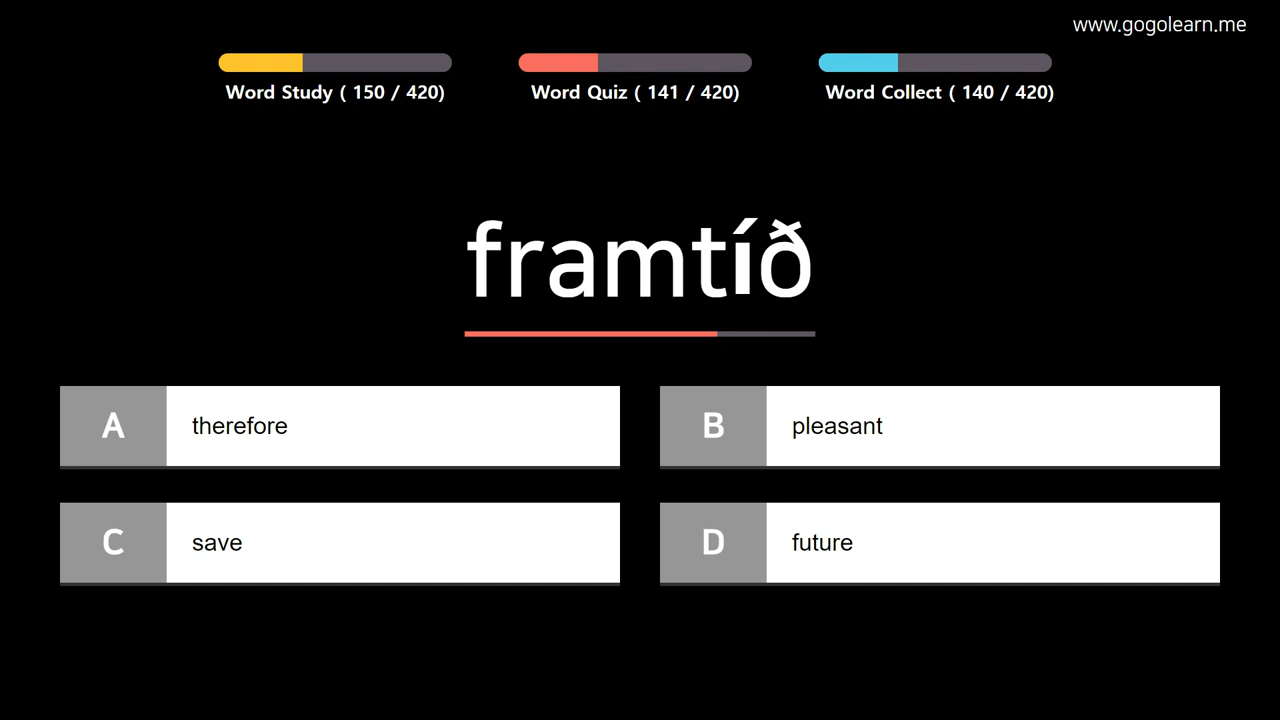 www.gogolearn.me
Word Study ( 150 / 420)
Word Quiz ( 141 / 420)
Word Collect ( 140 / 420)
framtíð
A therefore
B pleasant
C save
D future